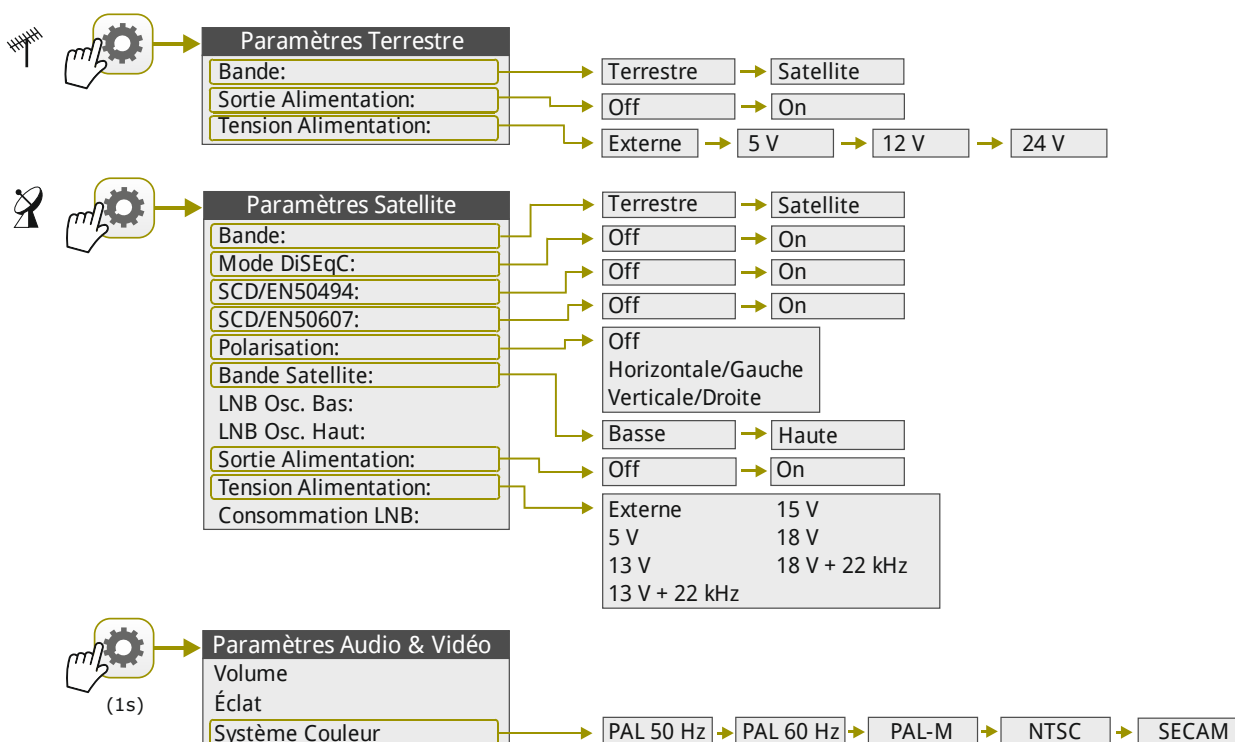 Paramètres Terrestre
Bande:
Terrestre
Satellite
Sortie Alimentation:
Off
On
Tension Alimentation:
Externe
5 V
12 V
24 V
Paramètres Satellite
Bande:
Terrestre
Satellite
Mode DiSEqC:
Off
On
SCD/EN50494:
Off
On
SCD/EN50607:
Off
On
Polarisation:
Off
Horizontale/Gauche
Verticale/Droite
Bande Satellite:
Basse
Haute
LNB Osc. Bas:
LNB Osc. Haut:
Sortie Alimentation:
Off
On
Tension Alimentation:
Externe
5 V
13 V
13 V + 22 kHz
15 V
18 V
18 V + 22 kHz
Consommation LNB:
(1s)
Paramètres Audio & Vidéo
Volume
Éclat
Système Couleur
PAL 50 Hz
PAL 60 Hz
PAL-M
NTSC
SECAM